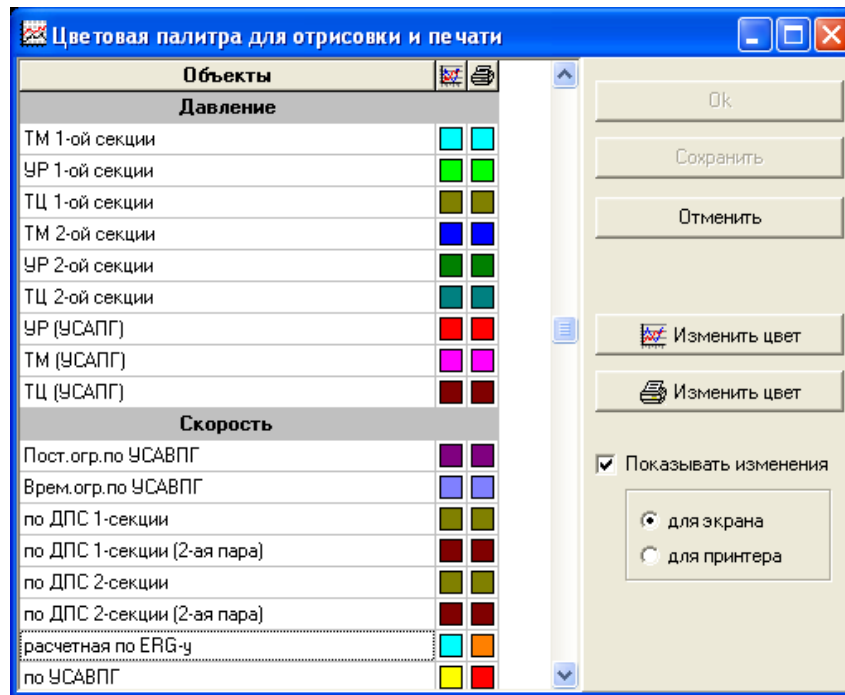 Цветовая палитра для отрисовки и печати
Объекты
Давление
ТМ 1-ой секции
УР 1-ой секции
ТЦ 1-ой секции
ТМ 2-ой секции
УР 2-ой секции
ТЦ 2-ой секции
УР (УСАПГ)
ТМ (УСАПГ)
ТЦ (УСАПГ)
Скорость
Пост.огр.по УСАВПГ
Врем.огр.по УСАВПГ
по ДПС 1-секции
по ДПС 1-секции (2-ая пара)
по ДПС 2-секции
по ДПС 2-секции (2-ая пара)
расчетная по ERG-у
по УСАВПГ
Ok
Сохранить
Отменить
Изменить цвет
Изменить цвет
Показывать изменения
для экрана
для принтера